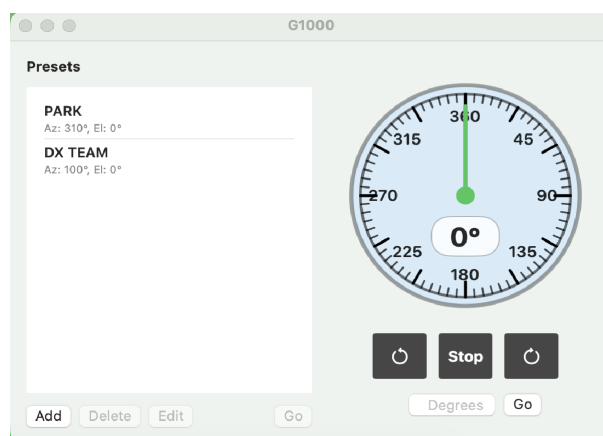 G1000
Presets
PARK
Az: 310°, El: 0°
DX TEAM
Az: 100°, El: 0°
Add Delete Edit Go
360
315 45
270 90
0°
225 135
180
Stop
Degrees Go